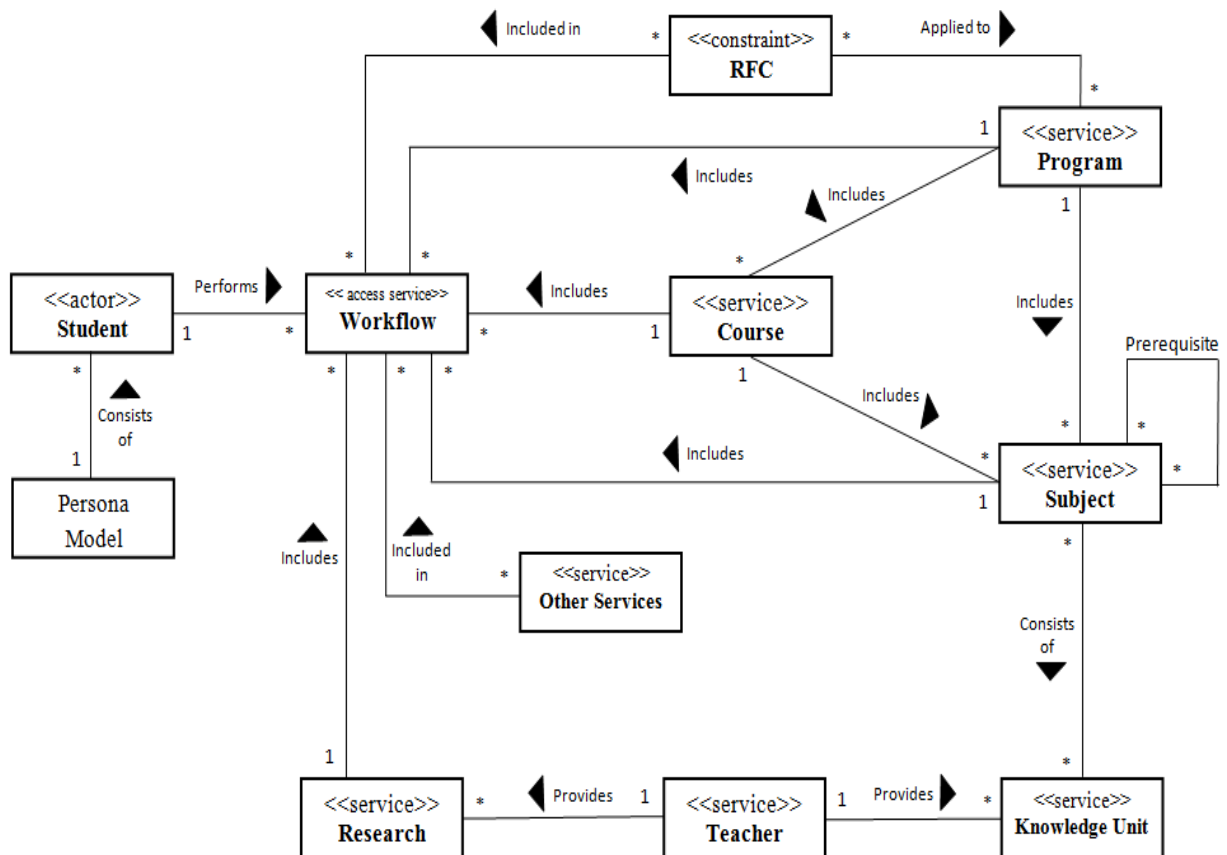 Included in
*
<<constraint>>
RFC
*
Applied to
*
1
<<service>>
Program
1
Includes
Includes
*
*
*
<<actor>>
Student
1
Performs
*
<< access service>>
Workflow
*
Includes
1
<<service>>
Course
1
Includes
Prerequisite
*
Consists
of
1
Persona
Model
*
*
*
Includes
Includes
*
1
*
*
*
<<service>>
Subject
*
Includes
Included
in
*
<<service>>
Other Services
Consists
of
*
1
<<service>>
Research
*
Provides
1
<<service>>
Teacher
1
Provides
*
<<service>>
Knowledge Unit